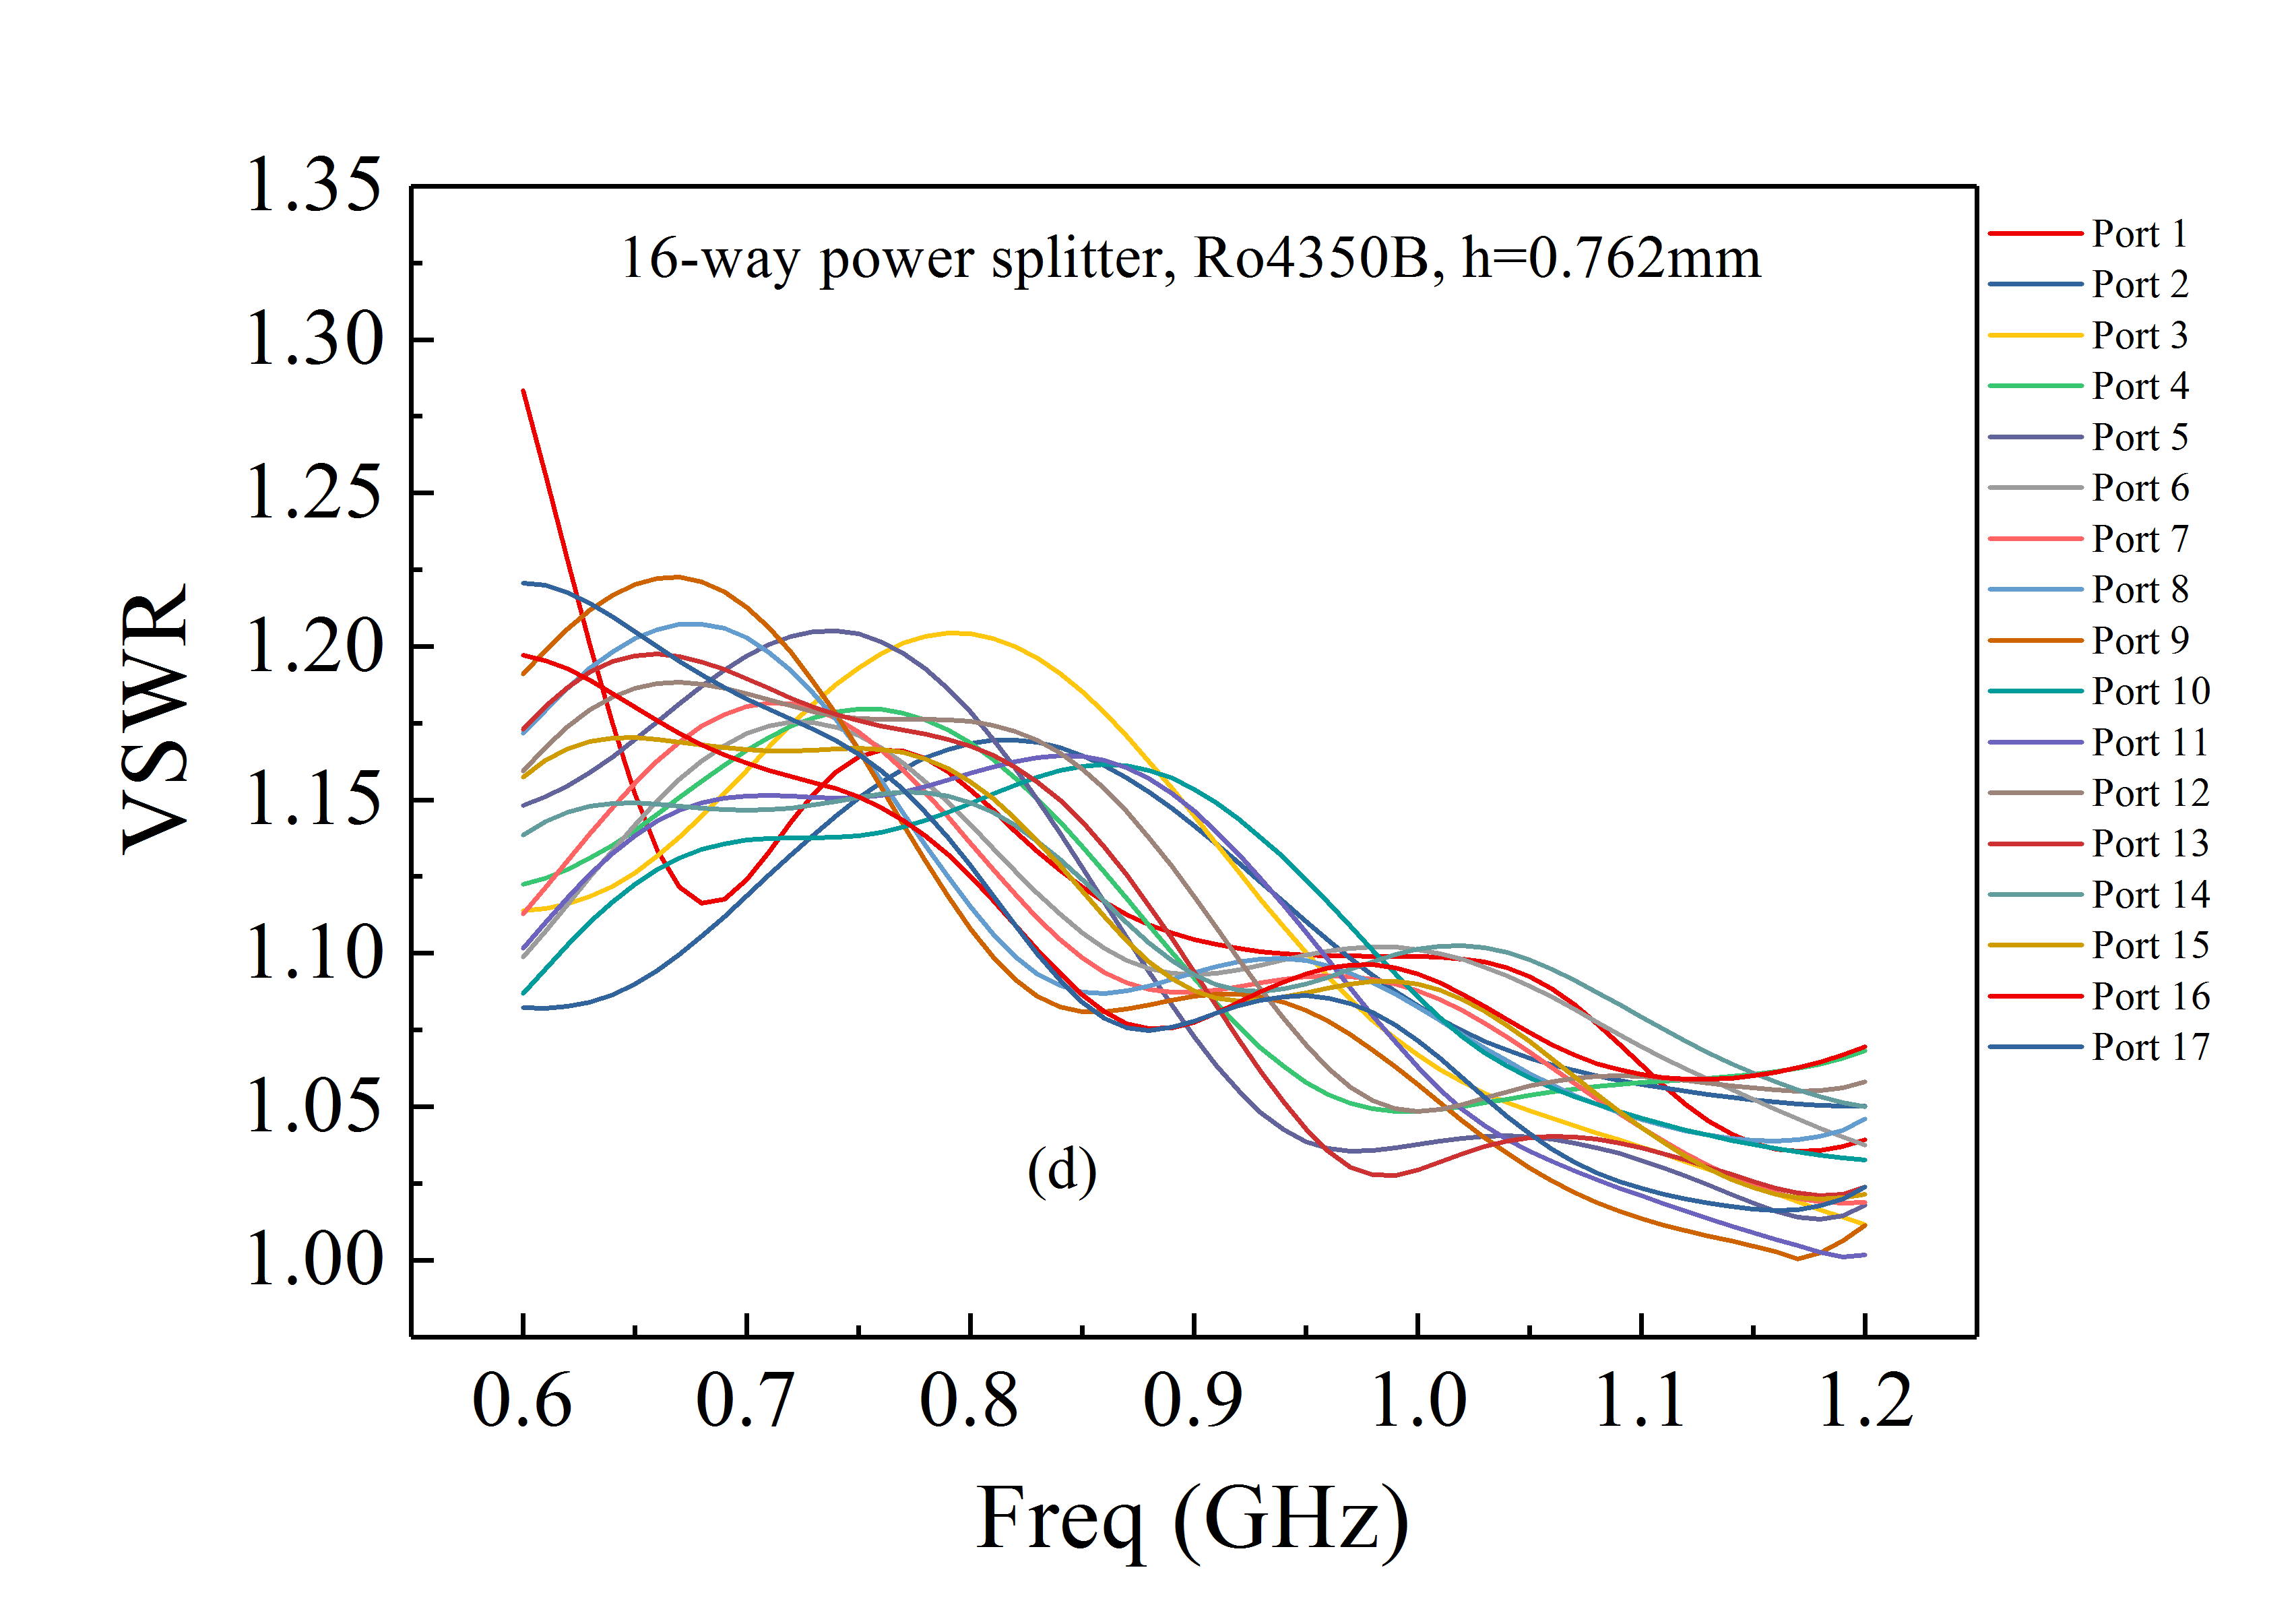 16-way power splitter, Ro4350B, h=0.762mm
VSWR
1.35
1.30
1.25
1.20
1.15
1.10
1.05
1.00
(d)
0.6 0.7 0.8 0.9 1.0 1.1 1.2
Freq (GHz)
Port 1
Port 2
Port 3
Port 4
Port 5
Port 6
Port 7
Port 8
Port 9
Port 10
Port 11
Port 12
Port 13
Port 14
Port 15
Port 16
Port 17